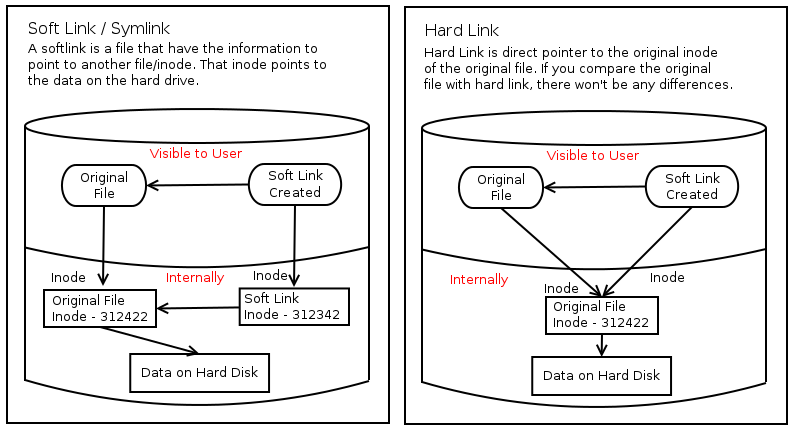 Soft Link / Symlink
A softlink is a file that have the information to
point to another file/inode. That inode points to
the data on the hard drive.
Visible to User
Original
File
Soft Link
Created
Inode
Internally
Inode
Original File
Inode - 312422
Soft Link
Inode - 312342
Data on Hard Disk
Hard Link
Hard Link is direct pointer to the original inode
of the original file. If you compare the original
file with hard link, there won't be any differences.
Visible to User
Original
File
Soft Link
Created
Internally
Inode
Inode
Original File
Inode - 312422
Data on Hard Disk